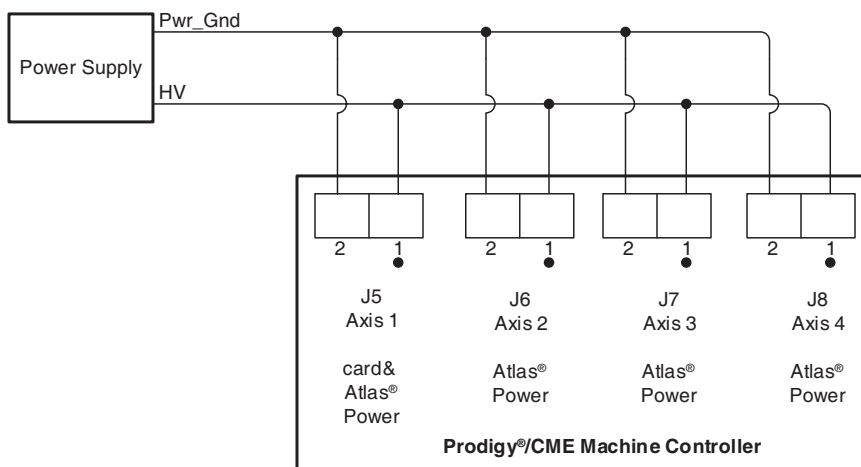 Pwr_Gnd
Power Supply
HV
2 1 2 1 2 1 2 1
J5 J6 J7 J8
Axis 1 Axis 2 Axis 3 Axis 4
card& Atlas® Atlas® Atlas®
Atlas® Power Power Power
Power
Prodigy®/CME Machine Controller